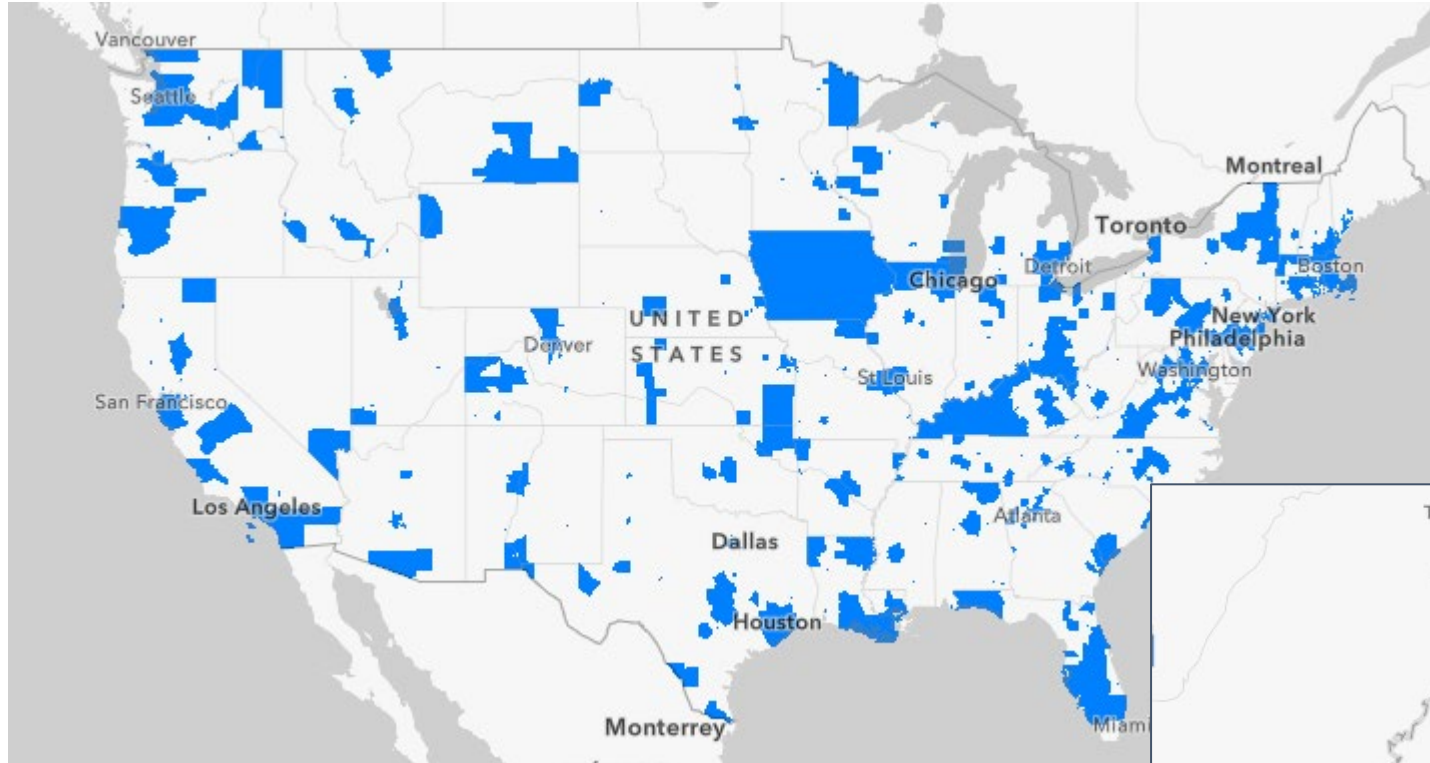 Vancouver
Seattle
Montreal
Toronto
Boston
Detroit
Chicago
New York
UNITED
Philadelphia
Denver
STATES
Washington
St Louis
San Francisco
Los Angeles
Atlanta
T
Dallas
Houston
Miami
Monterrey